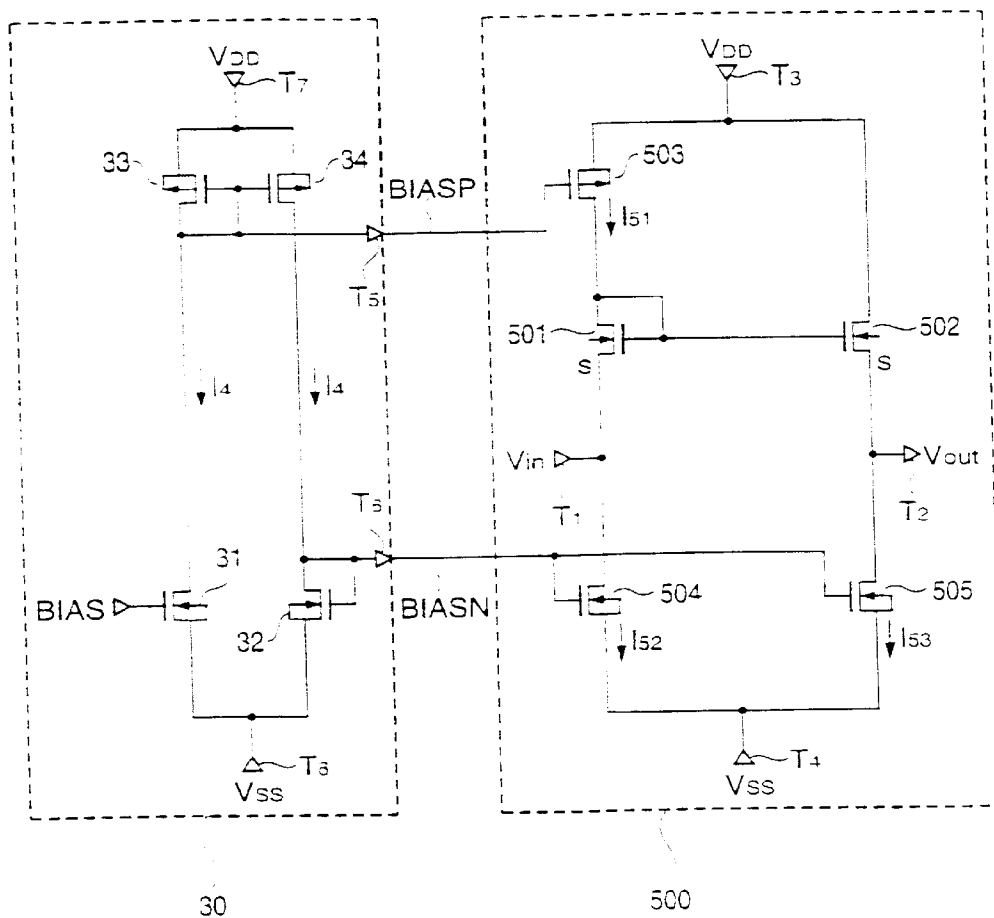 VDD
T7
33
34
BIASP
T5
I4
I4
31
BIAS
32
T6
BIASN
T8
VSS
30
VDD
T3
503
I51
501
502
S
S
Vin
T1
Vout
T2
504
505
I52
I53
T4
VSS
500